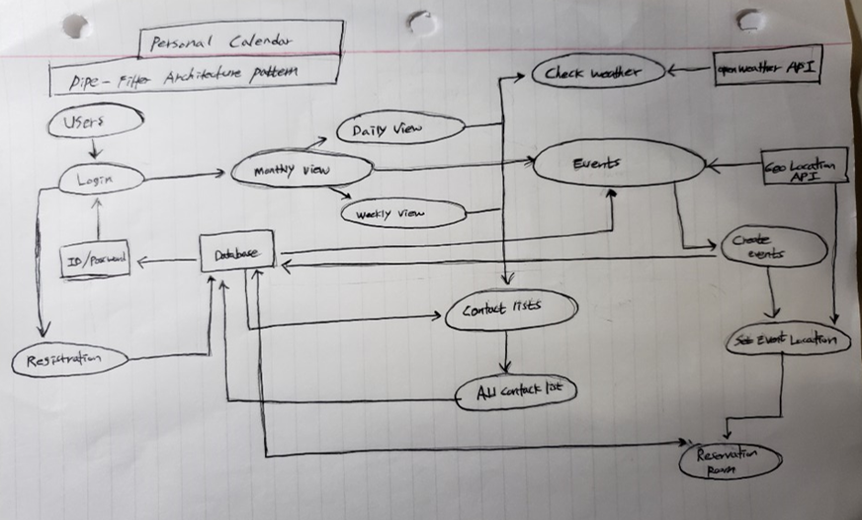 Personal Calendar
Pipe-Filter Architecture pattern
Users
Login
ID/Password
Registration
Monthly view
Daily view
Weekly view
Database
Check weather
openweather API
Events
Geo Location
API
Create
events
Contact lists
Add contact list
Set Event Location
Reservation
Room